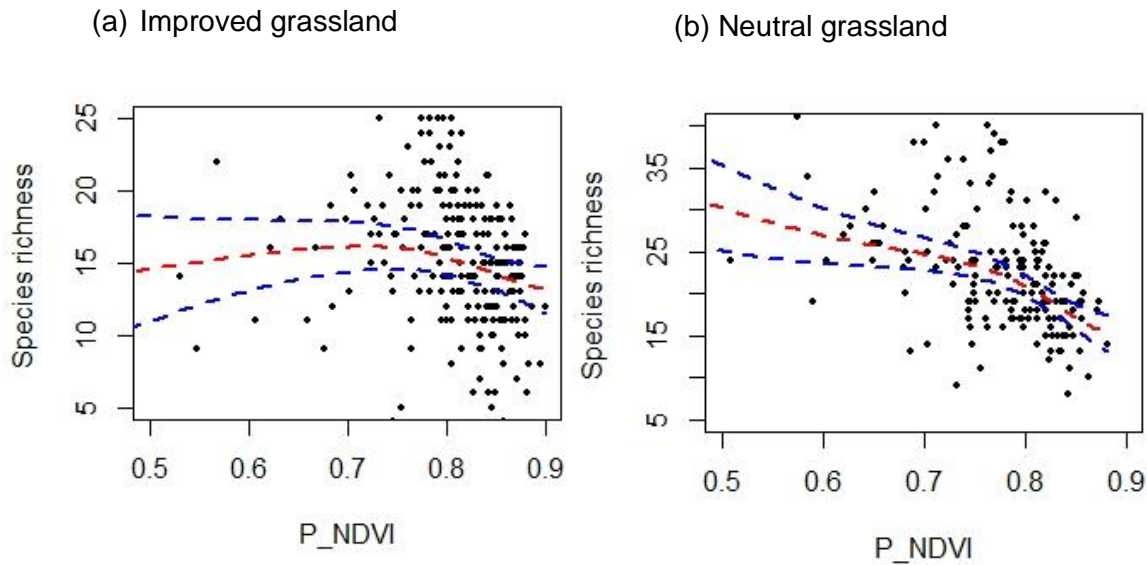 (a) Improved grassland
Species richness
25
20
15
10
5
0.5 0.6 0.7 0.8 0.9
P_NDVI
(b) Neutral grassland
Species richness
35
25
15
5
0.5 0.6 0.7 0.8 0.9
P_NDVI